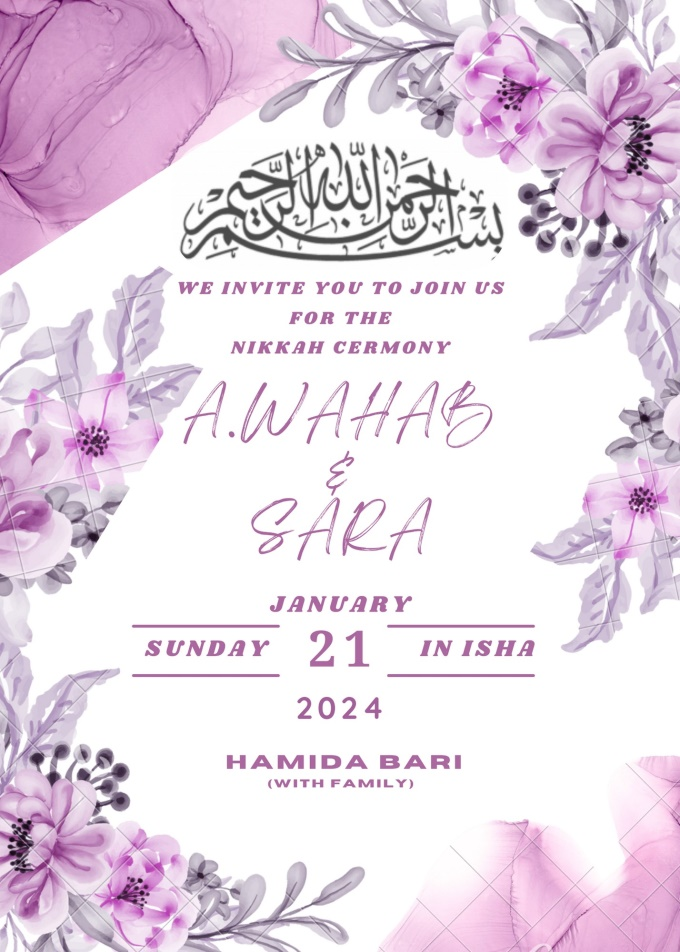 بسم الله الرحمن الرحيم
WE INVITE YOU TO JOIN US
FOR THE
NIKKAH CERMONY
A.WAHAB
&
SARA
JANUARY
SUNDAY 21 IN ISHA
2024
HAMIDA BARI
(WITH FAMILY)